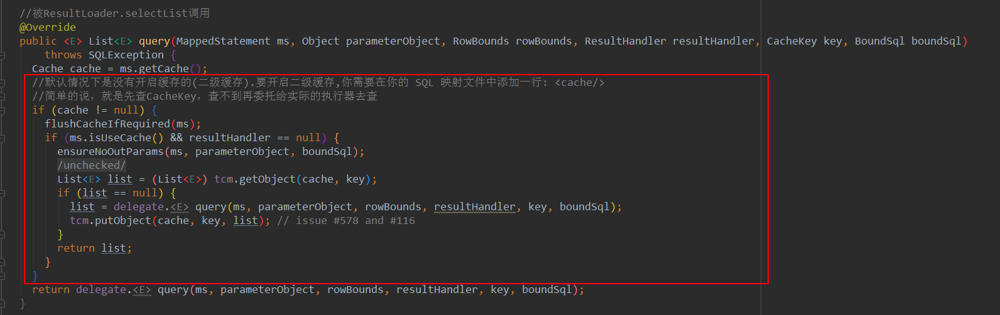 //被ResultLoader.selectList调用
@Override
public <E> List<E> query(MappedStatement ms, Object parameterObject, RowBounds rowBounds, ResultHandler resultHandler, CacheKey key, BoundSql boundSql)
throws SQLException {
Cache cache = ms.getCache();
//默认情况下是没有开启缓存的(二级缓存).要开启二级缓存,你需要在你的 SQL 映射文件中添加一行: <cache/>
//简单的说，就是先查CacheKey，查不到再委托给实际的执行器去查
if (cache != null) {
flushCacheIfRequired(ms);
if (ms.isUseCache() && resultHandler == null) {
ensureNoOutParams(ms, parameterObject, boundSql);
/unchecked/
List<E> list = (List<E>) tcm.getObject(cache, key);
if (list == null) {
list = delegate.<E> query(ms, parameterObject, rowBounds, resultHandler, key, boundSql);
tcm.putObject(cache, key, list); // issue #578 and #116
}
return list;
}
}
return delegate.<E> query(ms, parameterObject, rowBounds, resultHandler, key, boundSql);
}